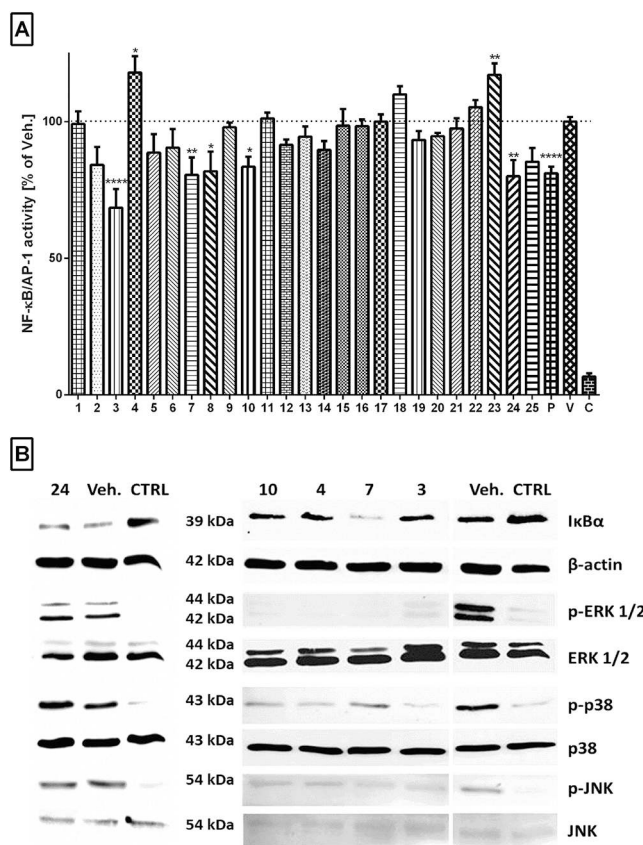 A
NF-κB/AP-1 activity [% of Veh.]
100
50
0
*
****
**
*
*
**
**
****
1 2 3 4 5 6 7 8 9 10 11 12 13 14 15 16 17 18 19 20 21 22 23 24 25 P V C
B
24 Veh. CTRL 10 4 7 3 Veh. CTRL
39 kDa IκBα
42 kDa β-actin
44 kDa
42 kDa p-ERK 1/2
44 kDa
42 kDa ERK 1/2
43 kDa p-p38
43 kDa p38
54 kDa p-JNK
54 kDa JNK